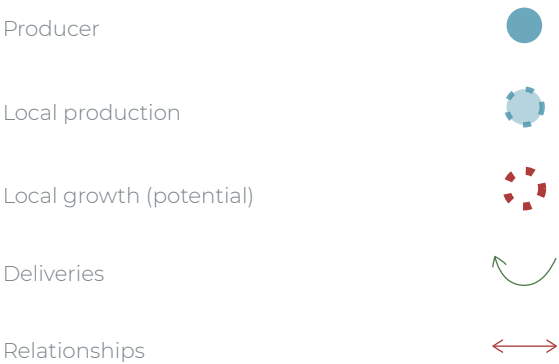 Producer
Local production
Local growth (potential)
Deliveries
Relationships